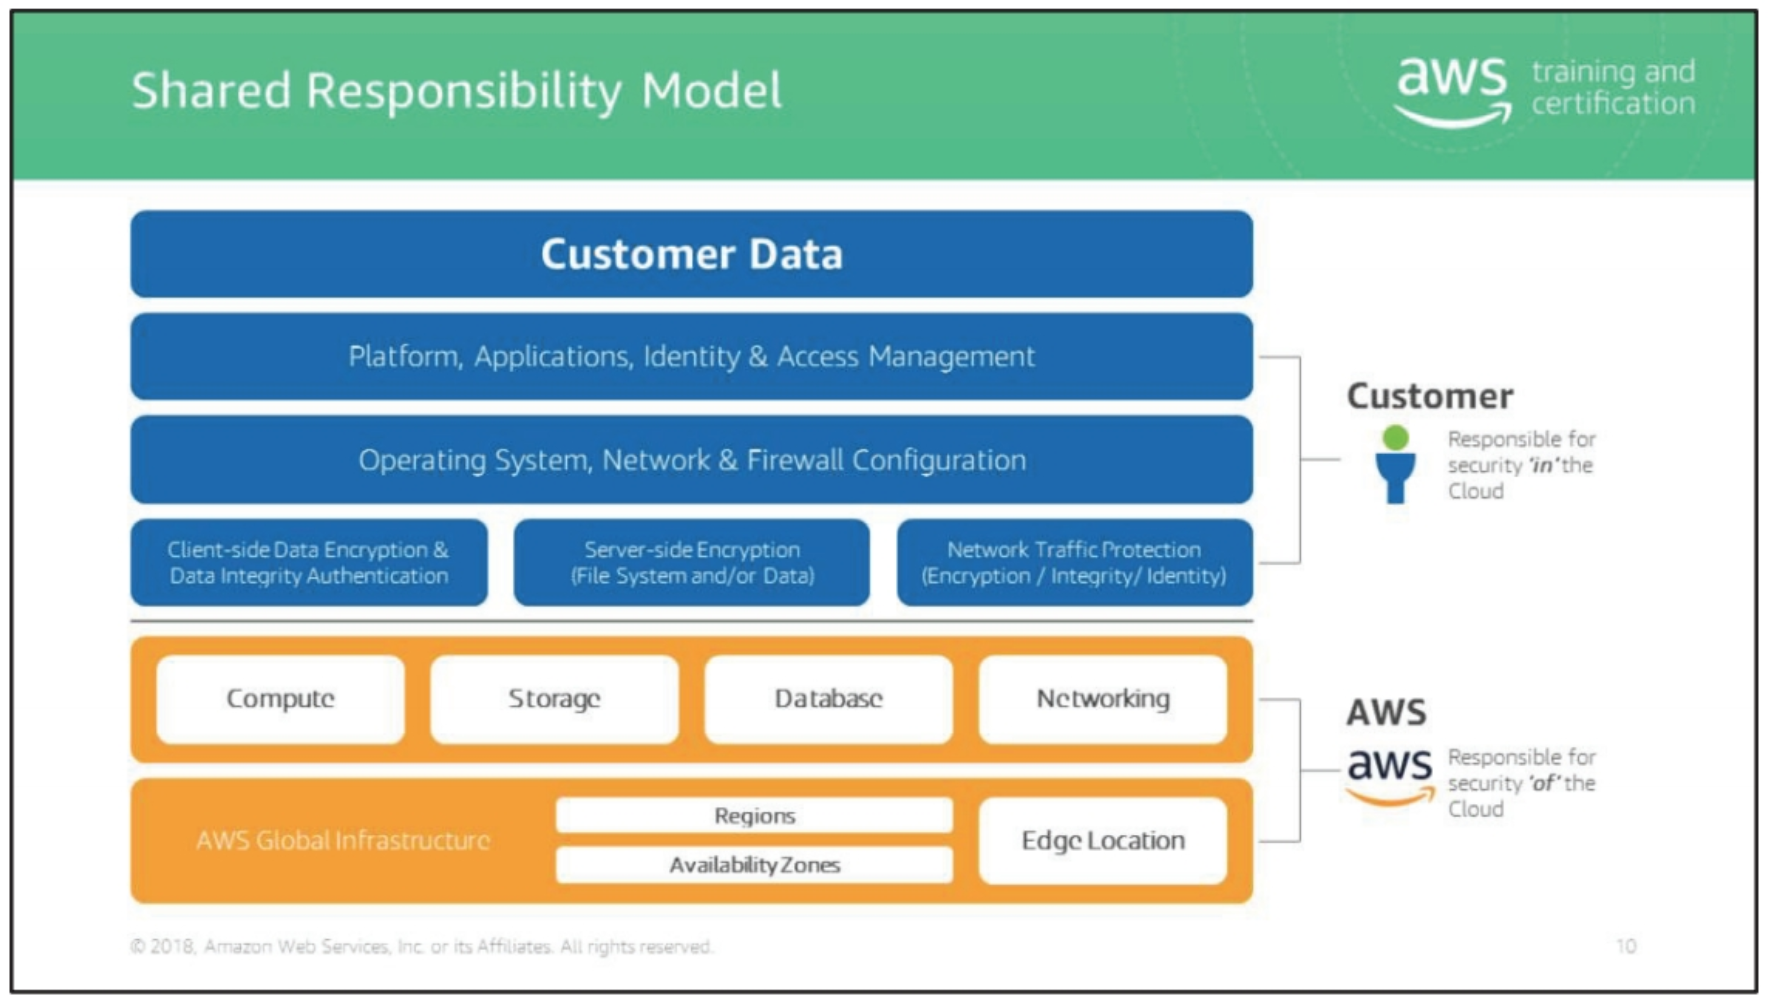 Shared Responsibility Model
aws training and
certification
Customer Data
Platform, Applications, Identity & Access Management
Operating System, Network & Firewall Configuration
Client-side Data Encryption &
Data Integrity Authentication
Server-side Encryption
(File System and/or Data)
Network Traffic Protection
(Encryption / Integrity/ Identity)
Customer
Responsible for
security 'in' the
Cloud
Compute
Storage
Database
Networking
AWS Global Infrastructure
Regions
Availability Zones
Edge Location
AWS
aws
Responsible for
security 'of' the
Cloud
© 2018, Amazon Web Services, Inc. or its Affiliates. All rights reserved.
10